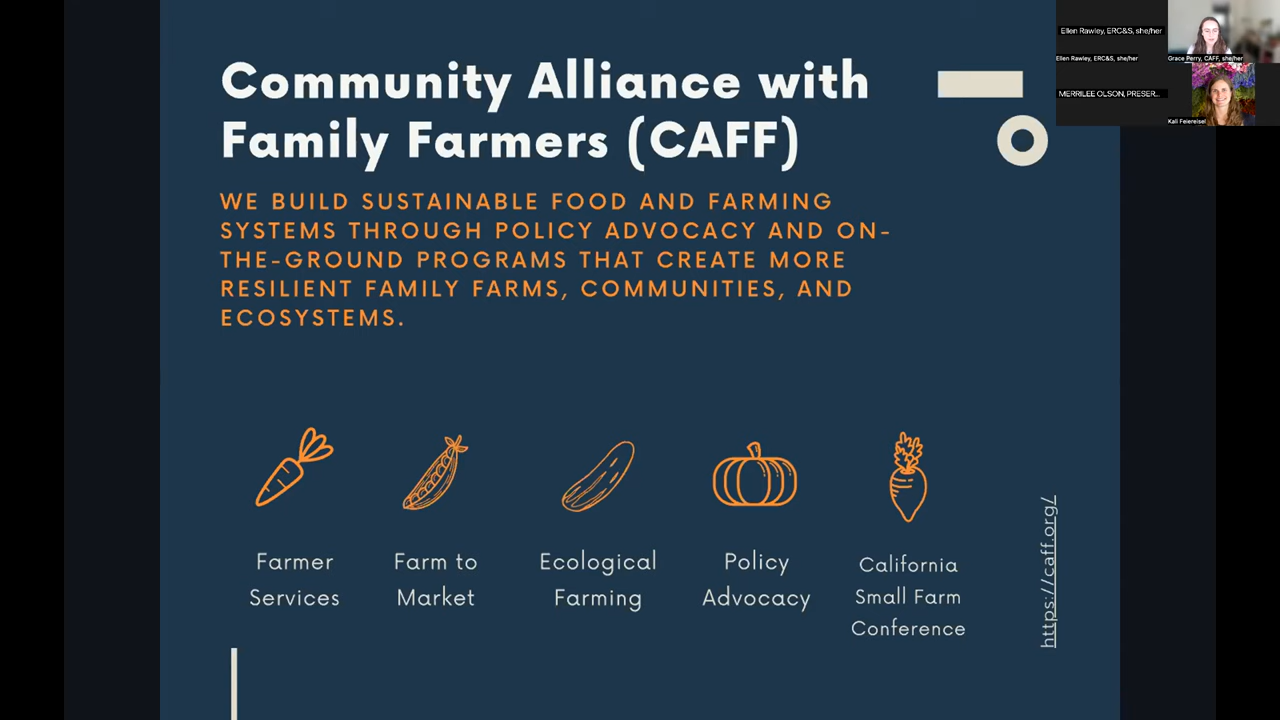 Community Alliance with
Family Farmers (CAFF)
WE BUILD SUSTAINABLE FOOD AND FARMING
SYSTEMS THROUGH POLICY ADVOCACY AND ON-
THE-GROUND PROGRAMS THAT CREATE MORE
RESILIENT FAMILY FARMS, COMMUNITIES, AND
ECOSYSTEMS.
Farmer
Services
Farm to
Market
Ecological
Farming
Policy
Advocacy
California
Small Farm
Conference
https://caff.org/
Ellen Rawley, ERC&S, she/her
Ellen Rawley, ERC&S, she/her
Grace Perry, CAFF, she/her
MERRILEE OLSON, PRESER...
Kali Feiereisel